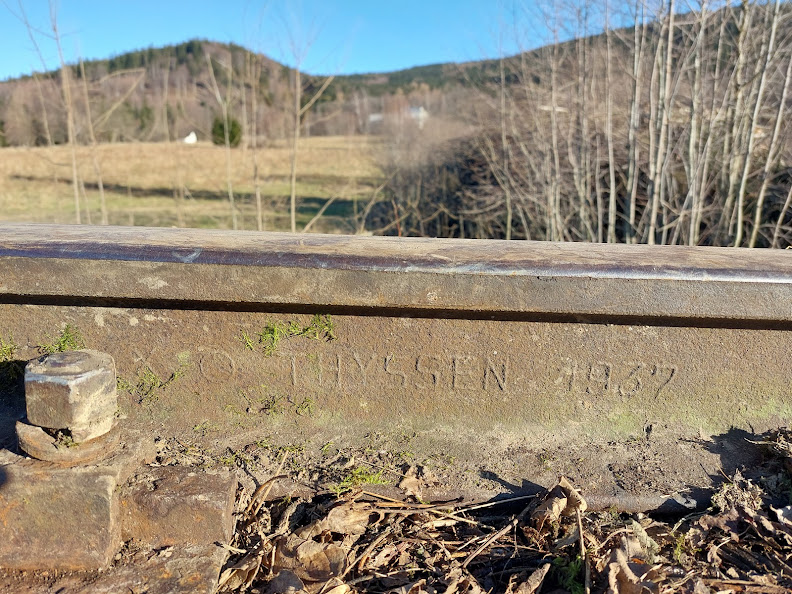 X O THYSSEN 1937